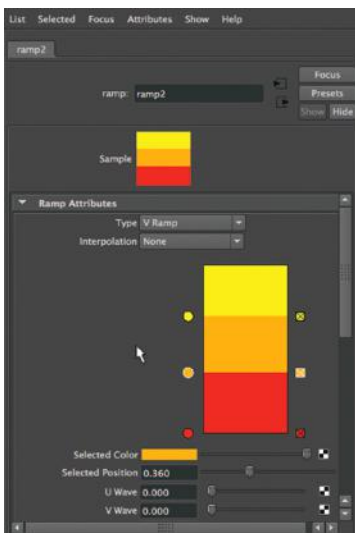 List Selected Focus Attributes Show Help
ramp2
Focus
ramp: ramp2
Presets
Show Hide
Sample
Ramp Attributes
Type V Ramp
Interpolation None
Selected Color
Selected Position 0.360
U Wave 0.000
V Wave 0.000